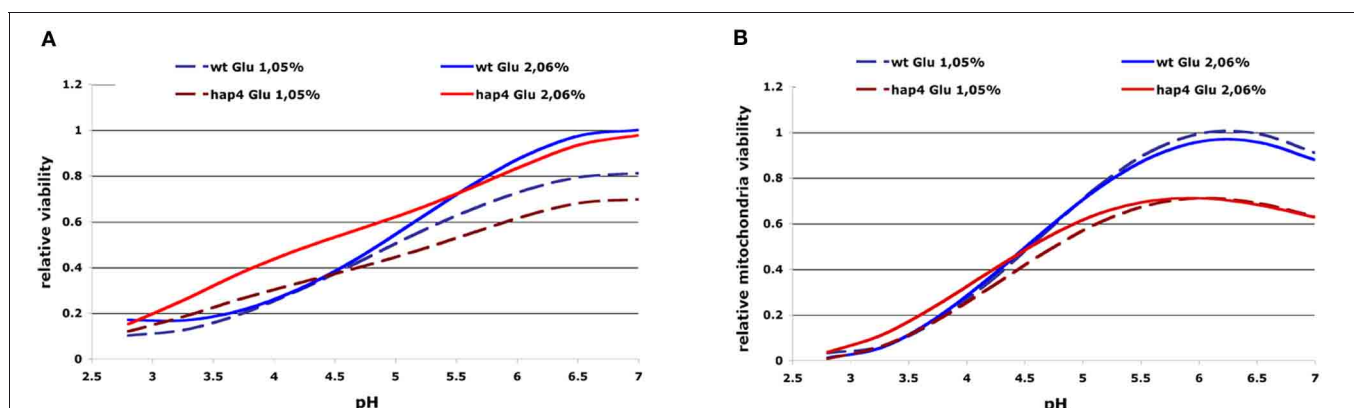 A
wt Glu 1,05%
wt Glu 2,06%
hap4 Glu 1,05%
hap4 Glu 2,06%
relative viability
1.2
1
0.8
0.6
0.4
0.2
0
2.5 3 3.5 4 4.5 5 5.5 6 6.5 7
pH
B
wt Glu 1,05%
wt Glu 2,06%
hap4 Glu 1,05%
hap4 Glu 2,06%
relative mitochondria viability
1.2
1
0.8
0.6
0.4
0.2
0
2.5 3 3.5 4 4.5 5 5.5 6 6.5 7
pH